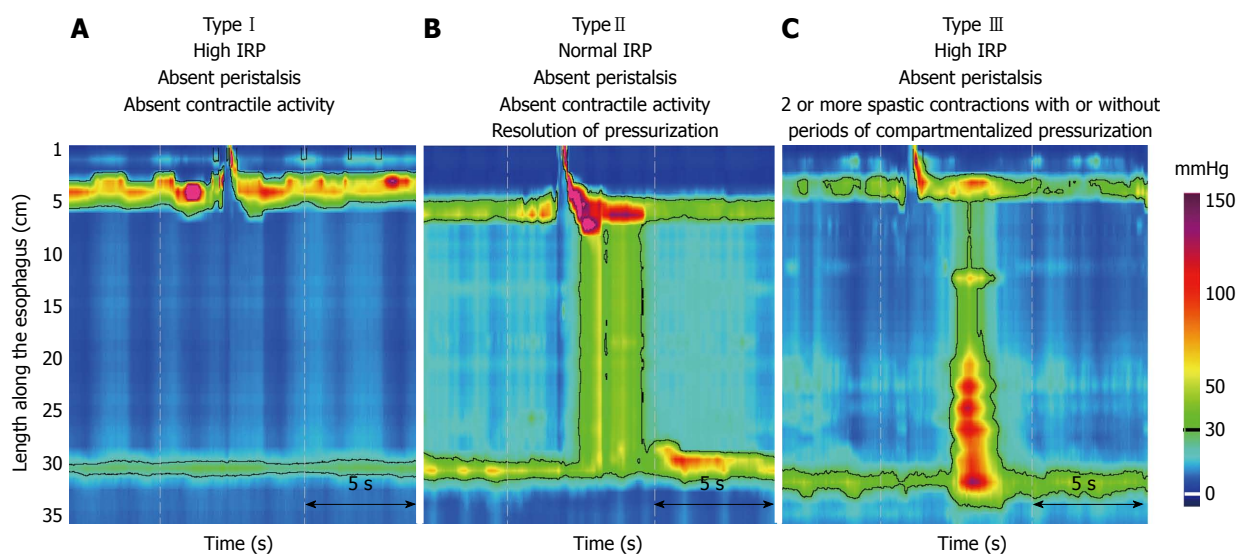 A
Type Ⅰ
High IRP
Absent peristalsis
Absent contractile activity
B
Type Ⅱ
Normal IRP
Absent peristalsis
Absent contractile activity
Resolution of pressurization
C
Type Ⅲ
High IRP
Absent peristalsis
2 or more spastic contractions with or without
periods of compartmentalized pressurization
Length along the esophagus (cm)
1
5
10
15
20
25
30
35
5 s
5 s
5 s
Time (s)
Time (s)
Time (s)
mmHg
150
100
50
30
0